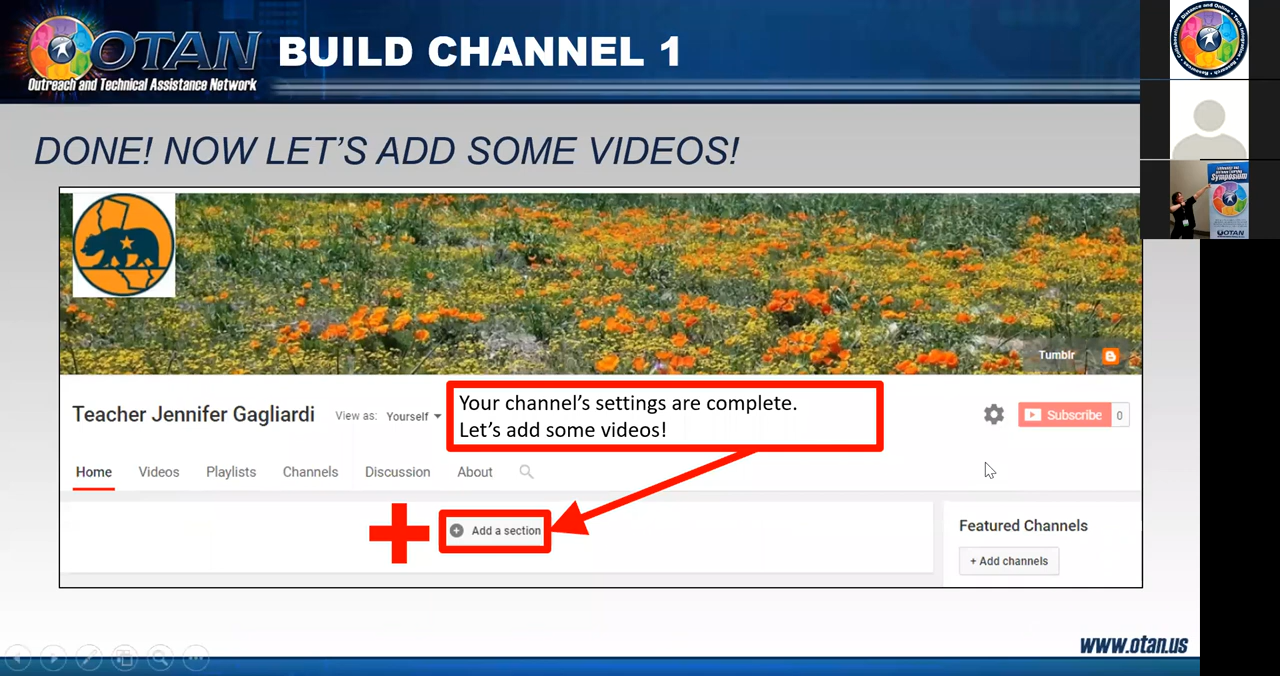 OTAN
Outreach and Technical Assistance Network
BUILD CHANNEL 1
DONE! NOW LET'S ADD SOME VIDEOS!
Tumblr
Teacher Jennifer Gagliardi
View as: Yourself
Your channel's settings are complete.
Let's add some videos!
Subscribe 0
Home Videos Playlists Channels Discussion About
Add a section
Featured Channels
+ Add channels
www.otan.us
Symposium
OTAN